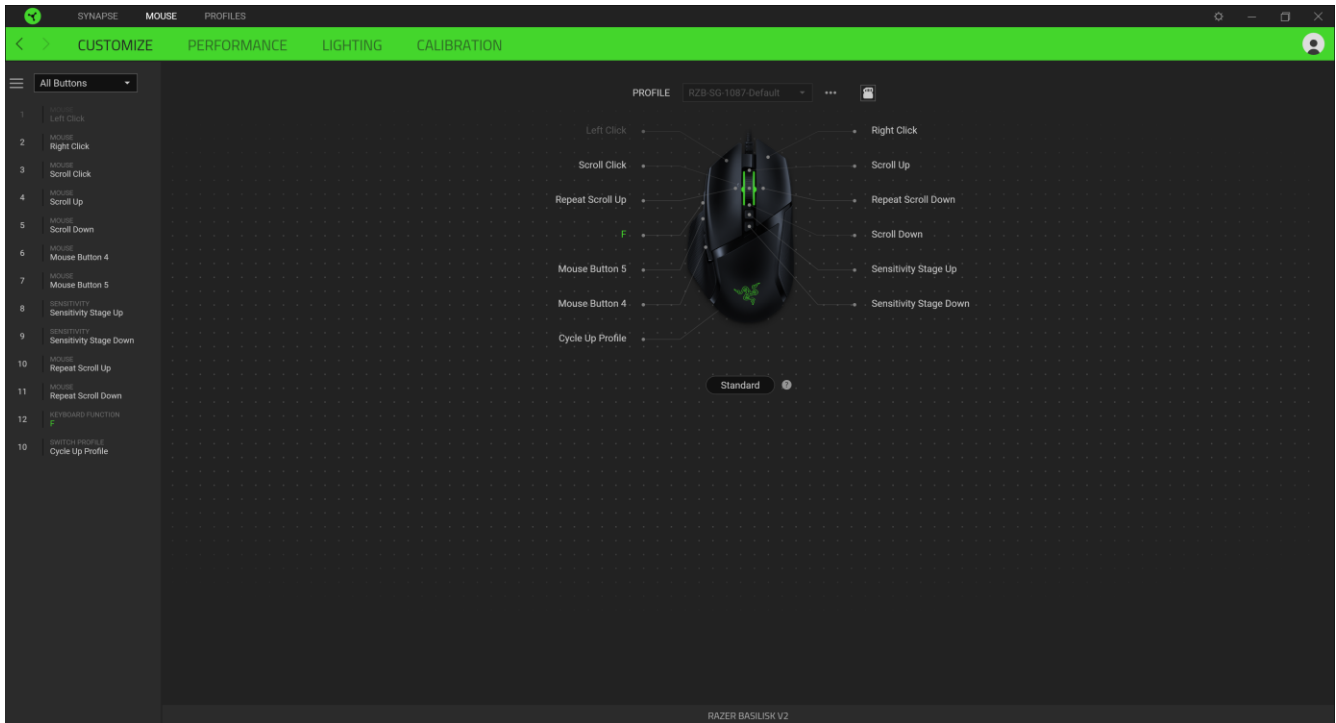 SYNAPSE MOUSE PROFILES
CUSTOMIZE PERFORMANCE LIGHTING CALIBRATION
All Buttons
1 MOUSE
Left Click
2 MOUSE
Right Click
3 MOUSE
Scroll Click
4 MOUSE
Scroll Up
5 MOUSE
Scroll Down
6 MOUSE
Mouse Button 4
7 MOUSE
Mouse Button 5
8 SENSITIVITY
Sensitivity Stage Up
9 SENSITIVITY
Sensitivity Stage Down
10 MOUSE
Repeat Scroll Up
11 MOUSE
Repeat Scroll Down
12 KEYBOARD FUNCTION
F
10 SWITCH PROFILE
Cycle Up Profile
PROFILE RZB-SG-1087-Default
Left Click Right Click
Scroll Click Scroll Up
Repeat Scroll Up Repeat Scroll Down
F Scroll Down
Mouse Button 5 Sensitivity Stage Up
Mouse Button 4 Sensitivity Stage Down
Cycle Up Profile
Standard ?
RAZER BASILISK V2